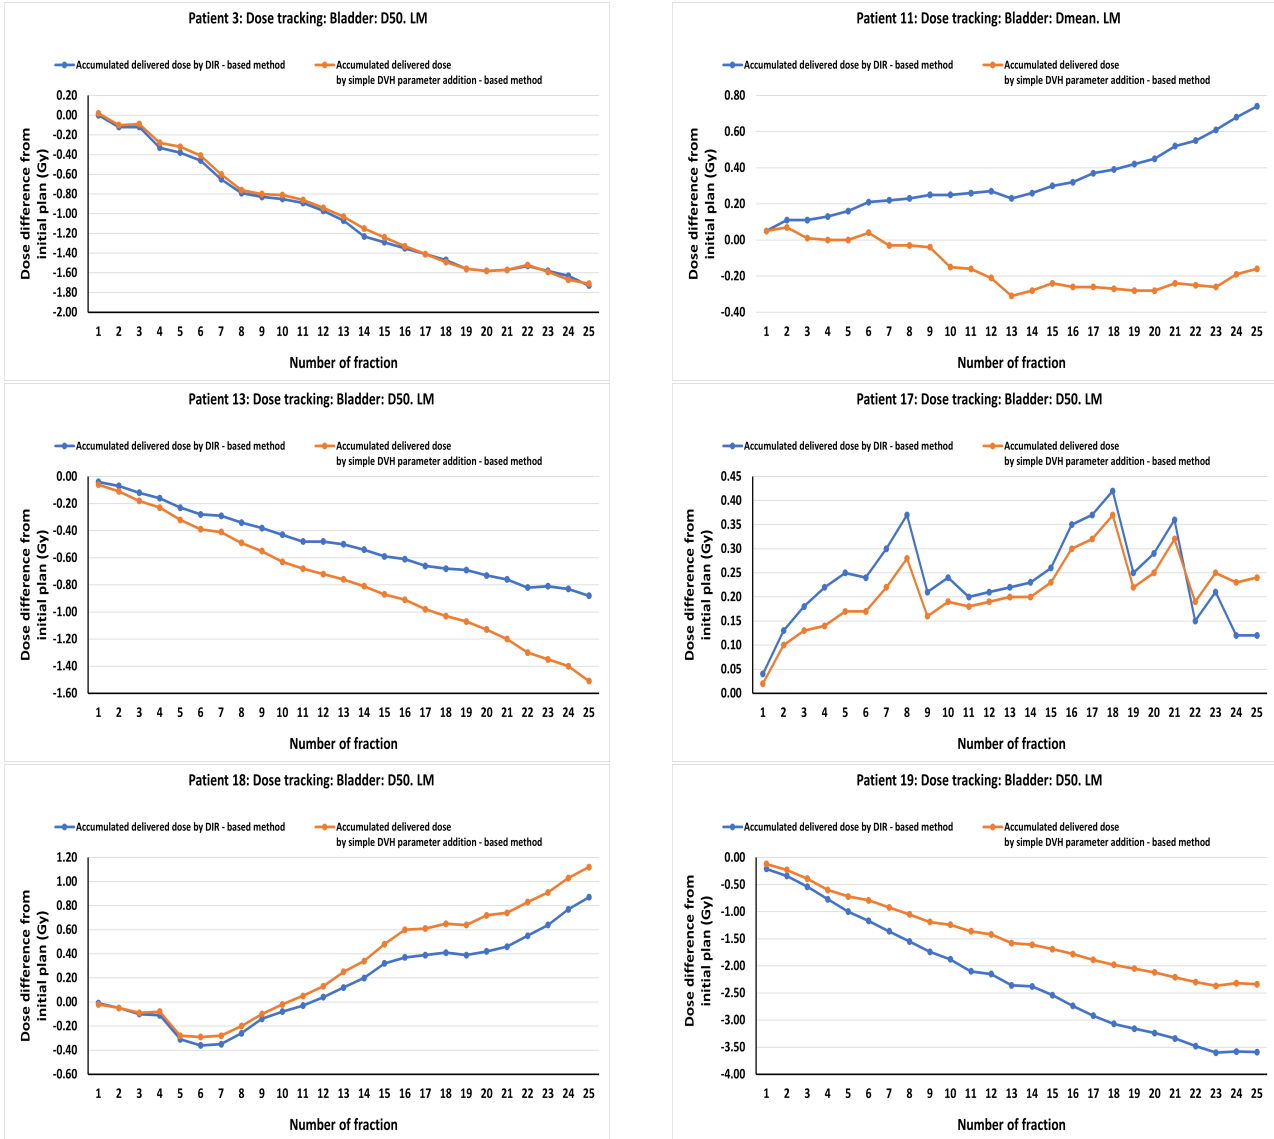 Patient 3: Dose tracking: Bladder: D50. LM
Accumulated delivered dose by DIR - based method
Accumulated delivered dose
by simple DVH parameter addition - based method
Dose difference from
initial plan (Gy)
0.20
0.00
-0.20
-0.40
-0.60
-0.80
-1.00
-1.20
-1.40
-1.60
-1.80
-2.00
1 2 3 4 5 6 7 8 9 10 11 12 13 14 15 16 17 18 19 20 21 22 23 24 25
Number of fraction
Patient 11: Dose tracking: Bladder: Dmean. LM
Accumulated delivered dose by DIR - based method
Accumulated delivered dose
by simple DVH parameter addition - based method
Dose difference from
initial plan (Gy)
0.80
0.60
0.40
0.20
0.00
-0.20
-0.40
1 2 3 4 5 6 7 8 9 10 11 12 13 14 15 16 17 18 19 20 21 22 23 24 25
Number of fraction
Patient 13: Dose tracking: Bladder: D50. LM
Accumulated delivered dose by DIR - based method
Accumulated delivered dose
by simple DVH parameter addition - based method
Dose difference from
initial plan (Gy)
0.00
-0.20
-0.40
-0.60
-0.80
-1.00
-1.20
-1.40
-1.60
1 2 3 4 5 6 7 8 9 10 11 12 13 14 15 16 17 18 19 20 21 22 23 24 25
Number of fraction
Patient 17: Dose tracking: Bladder: D50. LM
Accumulated delivered dose by DIR - based method
Accumulated delivered dose
by simple DVH parameter addition - based method
Dose difference from
initial plan (Gy)
0.45
0.40
0.35
0.30
0.25
0.20
0.15
0.10
0.05
0.00
1 2 3 4 5 6 7 8 9 10 11 12 13 14 15 16 17 18 19 20 21 22 23 24 25
Number of fraction
Patient 18: Dose tracking: Bladder: D50. LM
Accumulated delivered dose by DIR - based method
Accumulated delivered dose
by simple DVH parameter addition - based method
Dose difference from
initial plan (Gy)
1.20
1.00
0.80
0.60
0.40
0.20
0.00
-0.20
-0.40
-0.60
1 2 3 4 5 6 7 8 9 10 11 12 13 14 15 16 17 18 19 20 21 22 23 24 25
Number of fraction
Patient 19: Dose tracking: Bladder: D50. LM
Accumulated delivered dose by DIR - based method
Accumulated delivered dose
by simple DVH parameter addition - based method
Dose difference from
initial plan (Gy)
0.00
-0.50
-1.00
-1.50
-2.00
-2.50
-3.00
-3.50
-4.00
1 2 3 4 5 6 7 8 9 10 11 12 13 14 15 16 17 18 19 20 21 22 23 24 25
Number of fraction